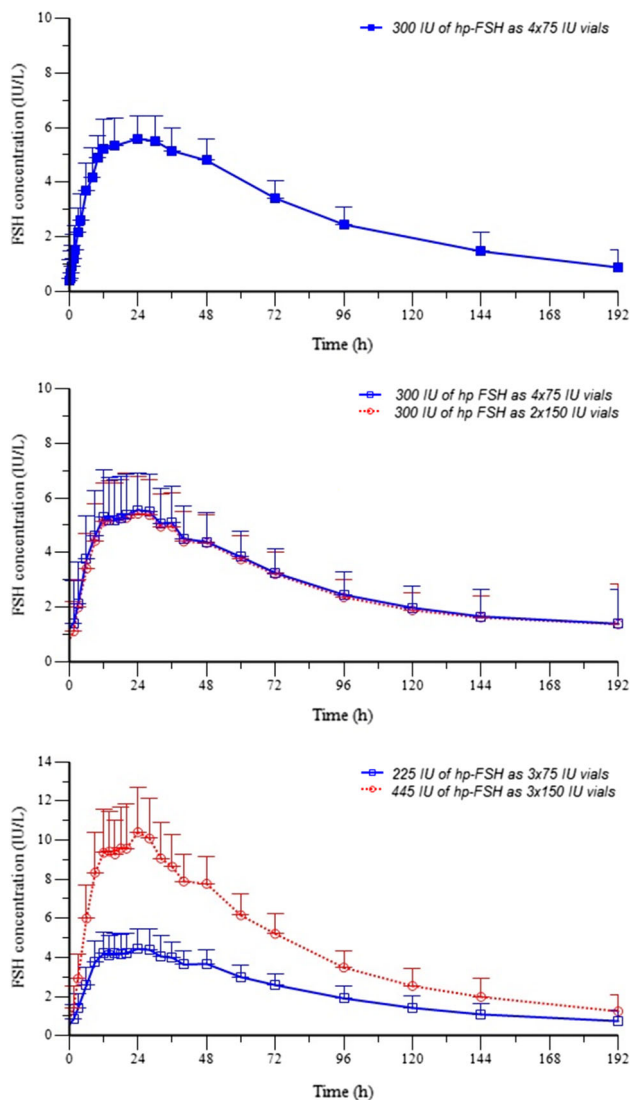 300 IU of hp-FSH as 4x75 IU vials
FSH concentration (IU/L)
10
8
6
4
2
0
0 24 48 72 96 120 144 168 192
Time (h)
300 IU of hp FSH as 4x75 IU vials
300 IU of hp FSH as 2x150 IU vials
FSH concentration (IU/L)
10
8
6
4
2
0
0 24 48 72 96 120 144 168 192
Time (h)
225 IU of hp-FSH as 3x75 IU vials
445 IU of hp-FSH as 3x150 IU vials
FSH concentration (IU/L)
14
12
10
8
6
4
2
0
0 24 48 72 96 120 144 168 192
Time (h)